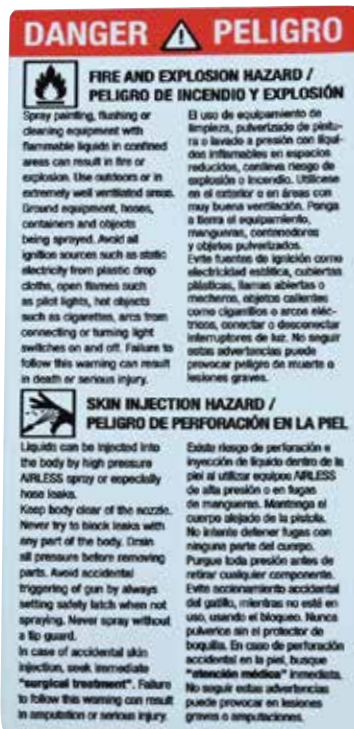 DANGER ⚠ PELIGRO
FIRE AND EXPLOSION HAZARD /
PELIGRO DE INCENDIO Y EXPLOSIÓN
Spray painting, flushing or
cleaning equipment with
flammable liquids in confined
areas can result in fire or
explosion. Use outdoors or in
extremely well ventilated areas.
Ground equipment, hoses,
containers and objects
being sprayed. Avoid all
ignition sources such as static
electricity from plastic drop
cloths, open flames such
as pilot lights, hot objects
such as cigarettes, arcs from
connecting or turning light
switches on and off. Failure to
follow this warning can result
in death or serious injury.
El uso de equipamiento de
limpieza, pulverizado de pintu-
ra o lavado a presión con líqui-
dos inflamables en espacios
reducidos, conlleva riesgo de
explosión o incendio. Utilícese
en el exterior o en áreas con
muy buena ventilación. Ponga
a tierra el equipamiento,
mangueras, contenedores
y objetos pulverizados.
Evite fuentes de ignición como
electricidad estática, cubiertas
plásticas, llamas abiertas o
mecheros, objetos calientes
como cigarrillos o arcos eléc-
tricos, conectar o desconectar
interruptores de luz. No seguir
estas advertencias puede
provocar peligro de muerte o
lesiones graves.
SKIN INJECTION HAZARD /
PELIGRO DE PERFORACIÓN EN LA PIEL
Liquids can be injected into
the body by high pressure
AIRLESS spray or especially
hose leaks.
Keep body clear of the nozzle.
Never try to block leaks with
any part of the body. Drain
all pressure before removing
parts. Avoid accidental
triggering of gun by always
setting safety latch when not
spraying. Never spray without
a tip guard.
In case of accidental skin
injection, seek immediate
"surgical treatment". Failure
to follow this warning can result
in amputation or serious injury.
Existe riesgo de perforación e
inyección de líquido dentro de la
piel al utilizar equipos AIRLESS
de alta presión o en fugas
de mangueras. Mantenga el
cuerpo alejado de la pistola.
No intente detener fugas con
ninguna parte del cuerpo.
Purgue toda presión antes de
retirar cualquier componente.
Evite accionamiento accidental
del gatillo, mientras no esté en
uso, usando el bloqueo. Nunca
pulverice sin el protector de
boquilla. En caso de perforación
accidental en la piel, busque
"atención médica" inmediata.
No seguir estas advertencias
puede provocar en lesiones
graves o amputaciones.